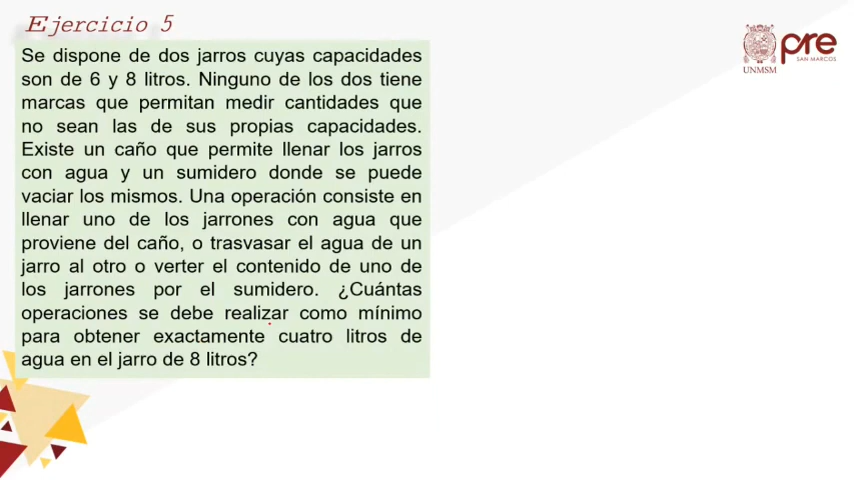 Ejercicio 5
Se dispone de dos jarros cuyas capacidades
son de 6 y 8 litros. Ninguno de los dos tiene
marcas que permitan medir cantidades que
no sean las de sus propias capacidades.
Existe un caño que permite llenar los jarros
con agua y un sumidero donde se puede
vaciar los mismos. Una operación consiste en
llenar uno de los jarrones con agua que
proviene del caño, o trasvasar el agua de un
jarro al otro o verter el contenido de uno de
los jarrones por el sumidero. ¿Cuántas
operaciones se debe realizar como mínimo
para obtener exactamente cuatro litros de
agua en el jarro de 8 litros?
UNMSM
pre
SAN MARCOS